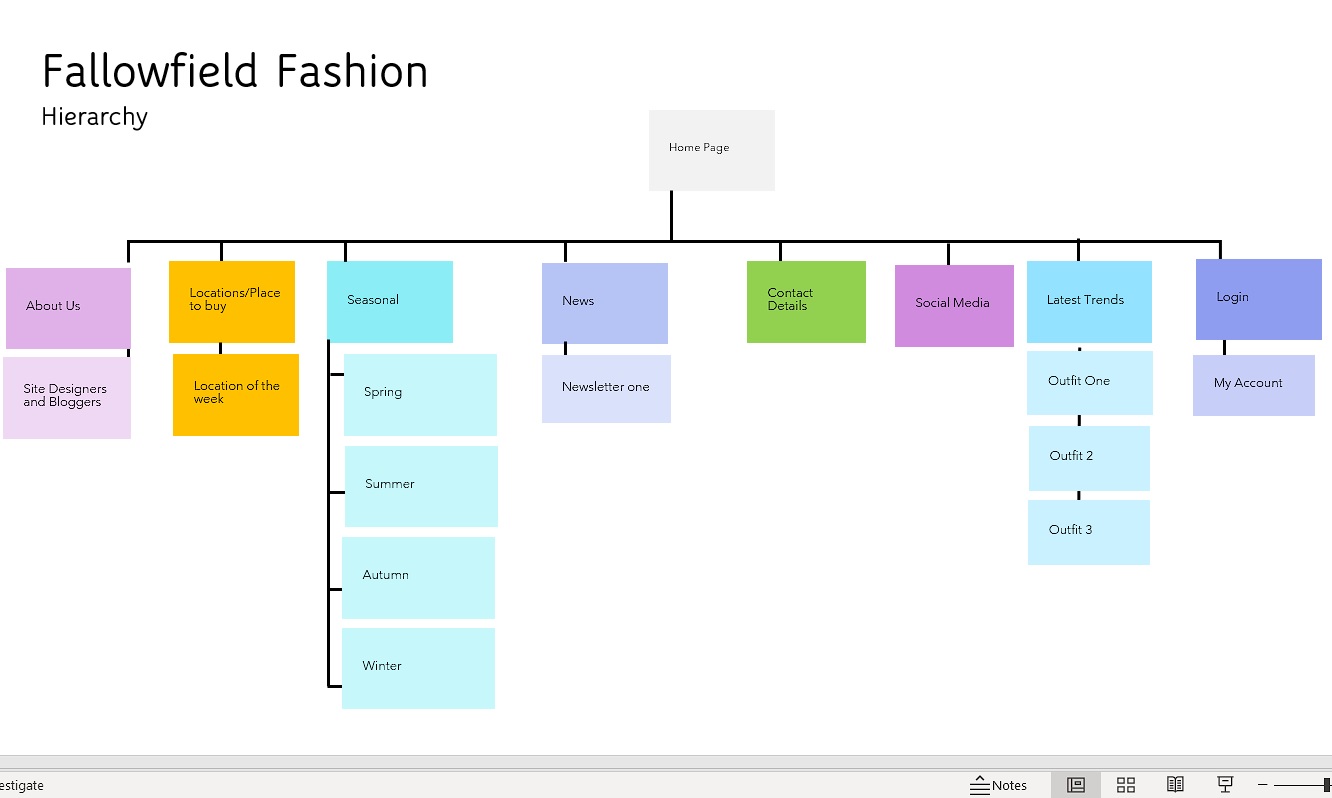 Fallowfield Fashion
Hierarchy
Home Page
About Us
Locations/Place
to buy
Seasonal
News
Contact
Details
Social Media
Latest Trends
Login
Site Designers
and Bloggers
Location of the
week
Spring
Newsletter one
Outfit One
My Account
Summer
Outfit 2
Autumn
Outfit 3
Winter
estigate
Notes